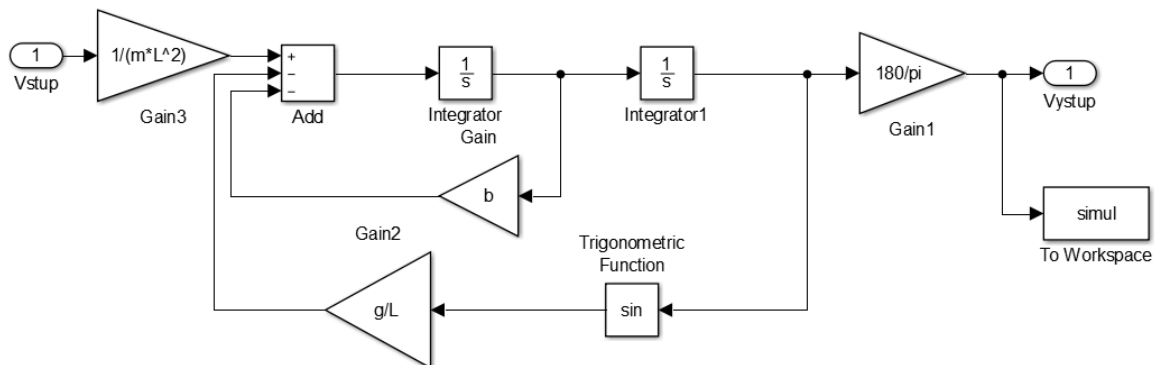 1
Vstup
1/(m*L^2)
Gain3
+
−
−
Add
1
s
Integrator
1
s
Integrator1
180/pi
Gain1
1
Vystup
Gain
b
simul
To Workspace
Gain2
g/L
Trigonometric
Function
sin